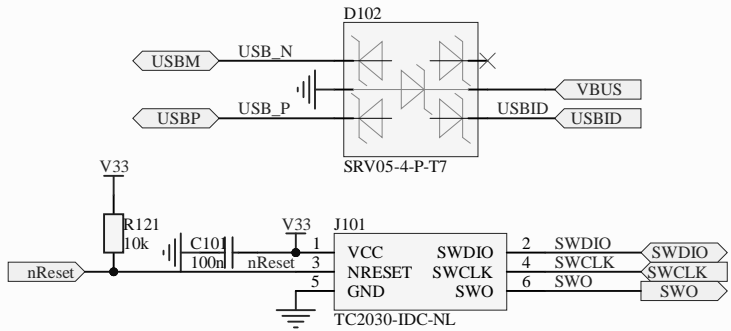 D102
USBM USB_N
VBUS
USBP USB_P USBID USBID
SRV05-4-P-T7
V33
R121 V33 J101
10k C101 1 VCC SWDIO 2 SWDIO SWDIO
100n nReset
nReset 3 NRESET SWCLK 4 SWCLK SWCLK
5 GND SWO 6 SWO SWO
TC2030-IDC-NL